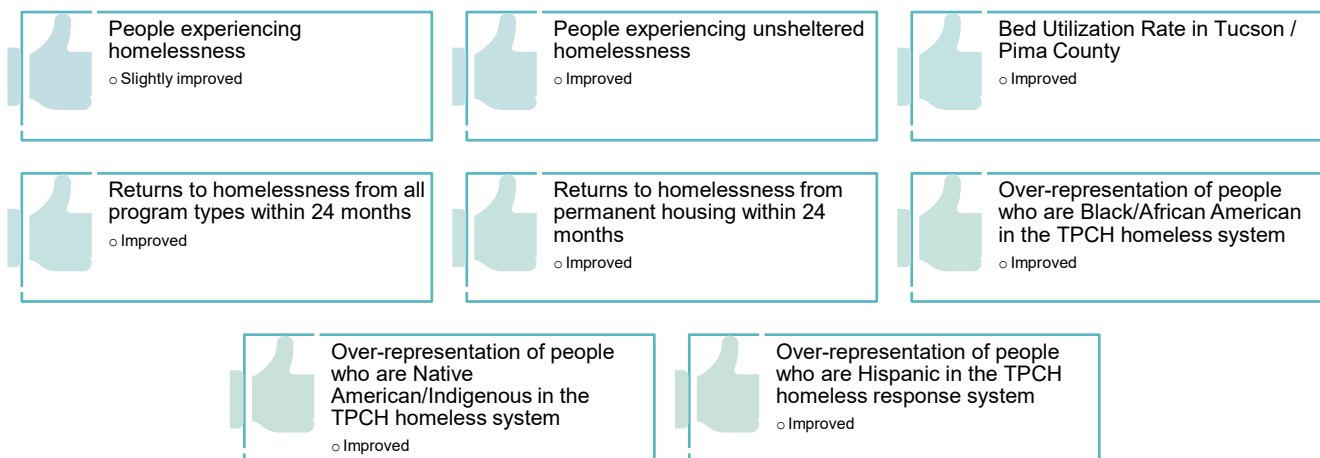 People experiencing
homelessness
○ Slightly improved
People experiencing unsheltered
homelessness
○ Improved
Bed Utilization Rate in Tucson /
Pima County
○ Improved
Returns to homelessness from all
program types within 24 months
○ Improved
Returns to homelessness from
permanent housing within 24
months
○ Improved
Over-representation of people
who are Black/African American
in the TPCH homeless system
○ Improved
Over-representation of people
who are Native
American/Indigenous in the
TPCH homeless system
○ Improved
Over-representation of people
who are Hispanic in the TPCH
homeless response system
○ Improved